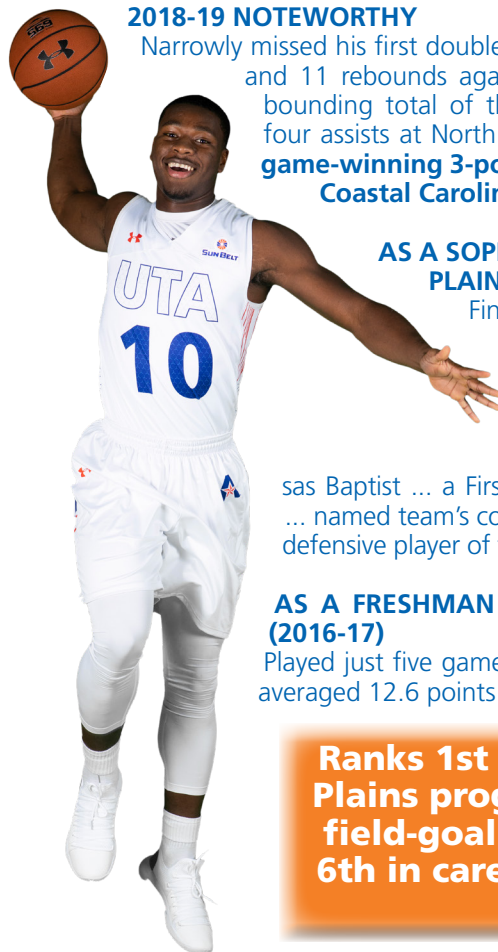 2018-19 NOTEWORTHY
Narrowly missed his first double
and 11 rebounds aga
bounding total of th
four assists at North
game-winning 3-po
Coastal Carolin
SUN BELT
UTA
10
AS A SOP
PLAIN
Fin
sas Baptist ... a Firs
... named team's co
defensive player of
AS A FRESHMAN
(2016-17)
Played just five game
averaged 12.6 points
Ranks 1st
Plains prog
field-goal
6th in care